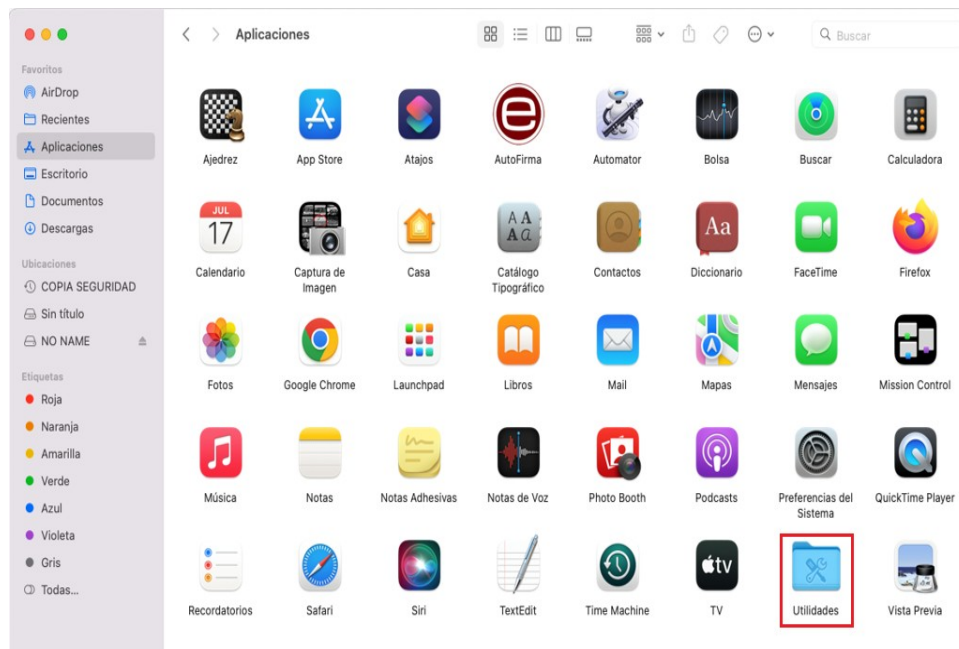 Aplicaciones
Buscar
Favoritos
AirDrop
Recientes
Aplicaciones
Escritorio
Documentos
Descargas
Ubicaciones
COPIA SEGURIDAD
Sin título
NO NAME
Etiquetas
Roja
Naranja
Amarilla
Verde
Azul
Violeta
Gris
Todas...
Ajedrez
App Store
Atajos
AutoFirma
Automator
Bolsa
Buscar
Calculadora
JUL
17
Aa
Calendario
Captura de
Imagen
Casa
Catálogo
Tipográfico
Contactos
Diccionario
FaceTime
Firefox
Fotos
Google Chrome
Launchpad
Libros
Mail
Mapas
Mensajes
Mission Control
Música
Notas
Notas Adhesivas
Notas de Voz
Photo Booth
Podcasts
Preferencias del
Sistema
QuickTime Player
tv
Recordatorios
Safari
Siri
TextEdit
Time Machine
TV
Utilidades
Vista Previa